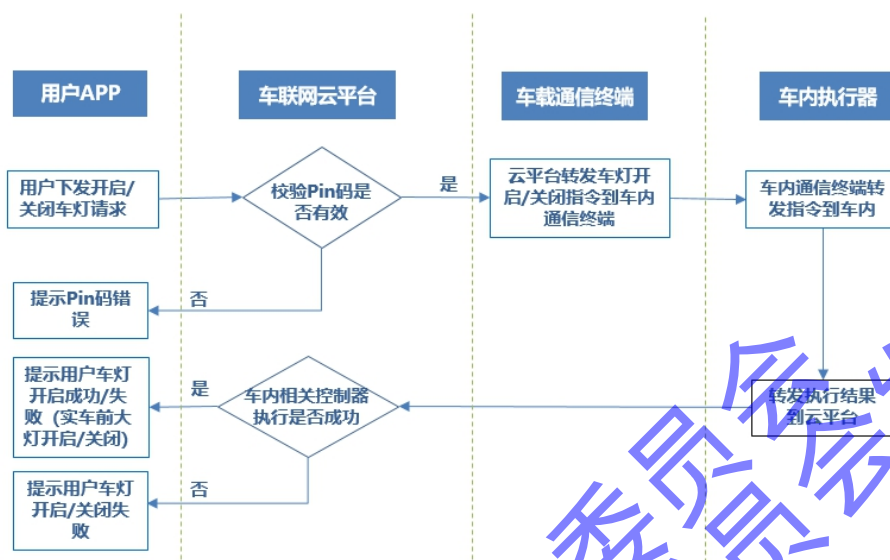 用户APP
车联网云平台
车载通信终端
车内执行器
用户下发开启/
关闭车灯请求
校验Pin码是
否有效
是
云平台转发车灯开
启/关闭指令到车内
通信终端
车内通信终端转
发指令到车内
提示Pin码错
误
否
提示用户车灯
开启成功/失
败（实车前大
灯开启/关闭)
是
车内相关控制器
执行是否成功
转发执行结果
到云平台
提示用户车灯
开启/关闭失
败
否
委员会
员会